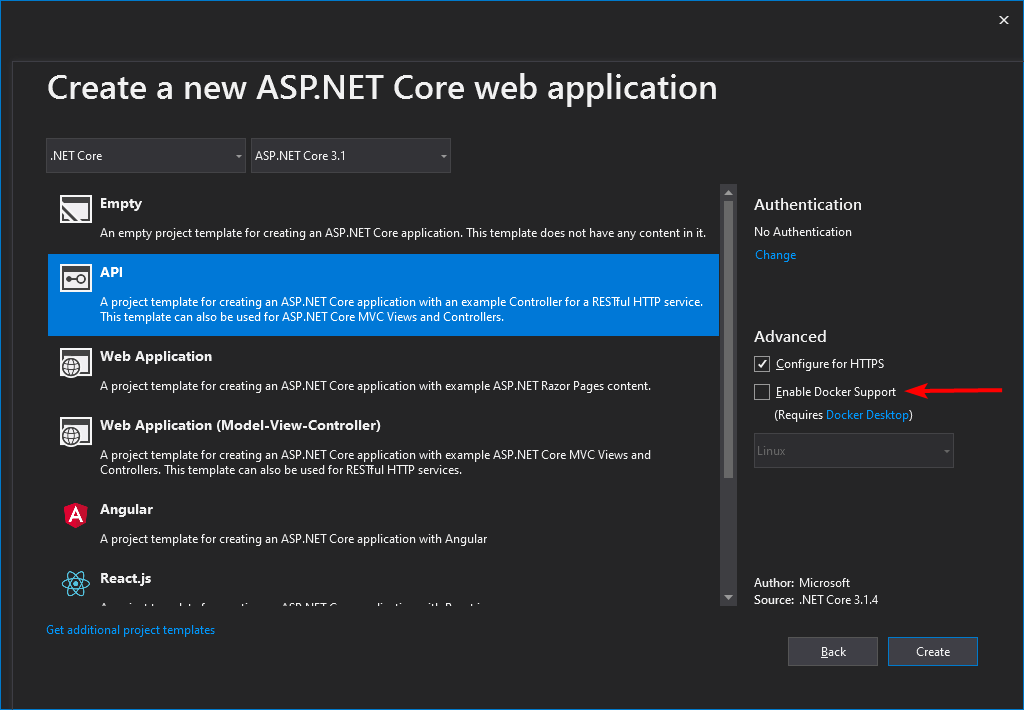 Create a new ASP.NET Core web application
.NET Core
ASP.NET Core 3.1
Empty
An empty project template for creating an ASP.NET Core application. This template does not have any content in it.
API
A project template for creating an ASP.NET Core application with an example Controller for a RESTful HTTP service.
This template can also be used for ASP.NET Core MVC Views and Controllers.
Web Application
A project template for creating an ASP.NET Core application with example ASP.NET Razor Pages content.
Web Application (Model-View-Controller)
A project template for creating an ASP.NET Core application with example ASP.NET Core MVC Views and
Controllers. This template can also be used for RESTful HTTP services.
Angular
A project template for creating an ASP.NET Core application with Angular
React.js
Get additional project templates
Authentication
No Authentication
Change
Advanced
Configure for HTTPS
Enable Docker Support
(Requires Docker Desktop)
Linux
Author: Microsoft
Source: .NET Core 3.1.4
Back
Create